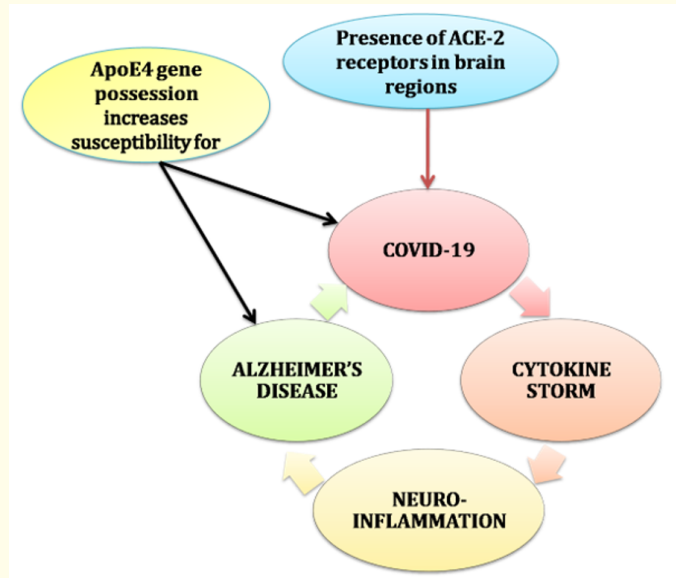 Presence of ACE-2
receptors in brain
regions
ApoE4 gene
possession
increases
susceptibility for
COVID-19
ALZHEIMER'S
DISEASE
CYTOKINE
STORM
NEURO-
INFLAMMATION